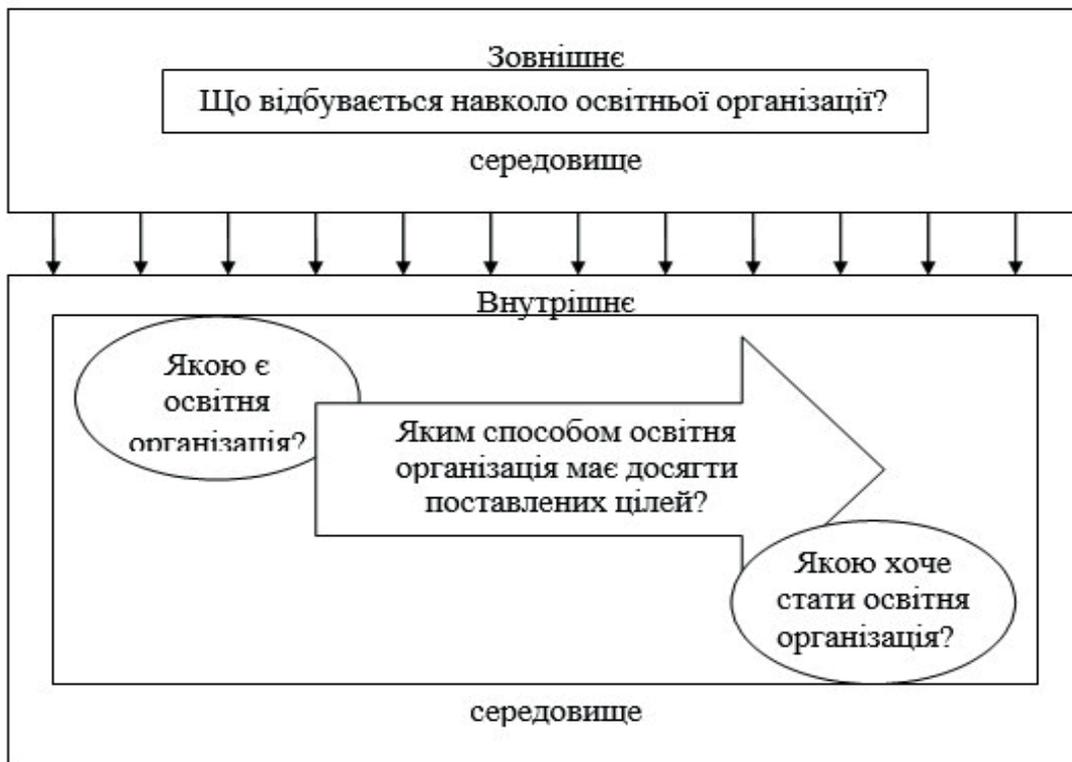 Зовнішнє
Що відбувається навколо освітньої організації?
середовище
Внутрішнє
Якою є
освітня
організація?
Яким способом освітня
організація має досягти
поставлених цілей?
Якою хоче
стати освітня
організація?
середовище